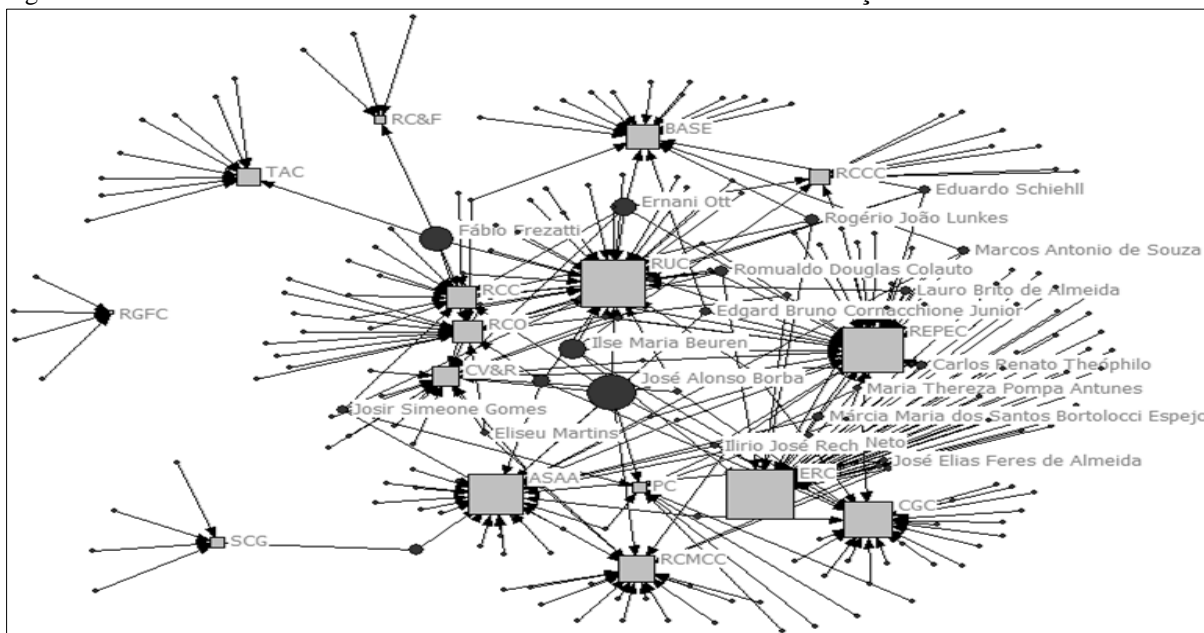 RC&F
TAC
BASE
RCCC
Eduardo Schiehll
Ernani Ott
Rogério João Lunkes
Fábio Frezatti
Marcos Antonio de Souza
RUC
Romualdo Douglas Colauto
RCC
Lauro Brito de Almeida
RGFC
Edgard Bruno Cornacchione Junior
RCO
REPEC
Ilse Maria Beuren
Carlos Renato Theóphilo
CV&R
José Alonso Borba
Maria Thereza Pompa Antunes
Josir Simeone Gomes
Márcia Maria dos Santos Bortolocci Espejo
Eliseu Martins
Ilirio José Rech
Neto
José Elias Feres de Almeida
ASAA
ERC
PC
CGC
SCG
RCMCC